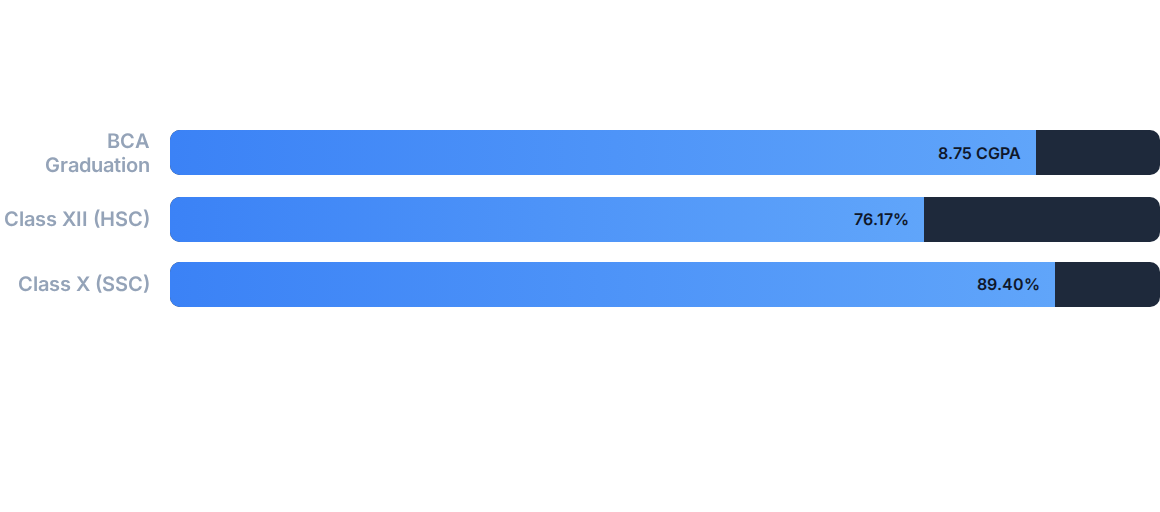 BCA
Graduation
8.75 CGPA
Class XII (HSC)
76.17%
Class X (SSC)
89.40%